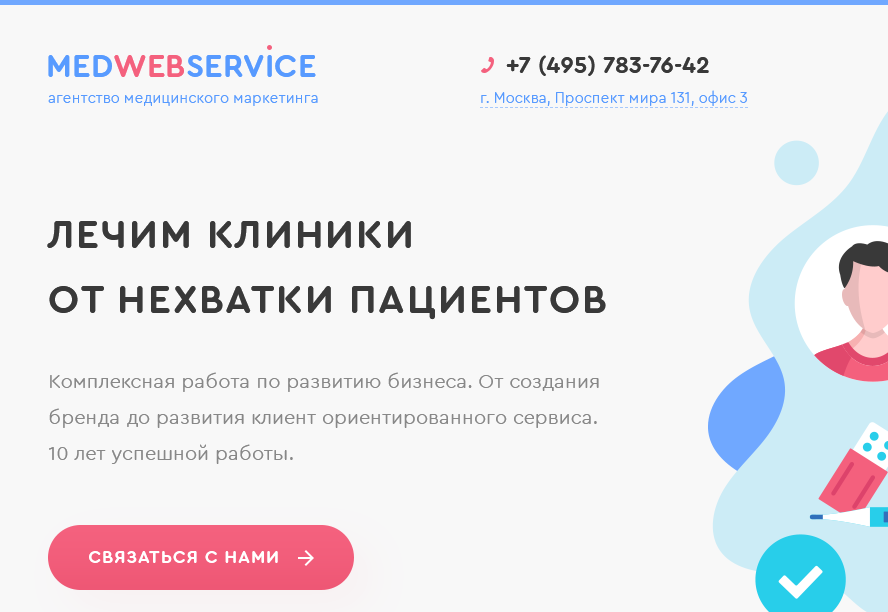 MEDWEBSERViCE
агентство медицинского маркетинга
+7 (495) 783-76-42
г. Москва, Проспект мира 131, офис 3
ЛЕЧИМ КЛИНИКИ
ОТ НЕХВАТКИ ПАЦИЕНТОВ
Комплексная работа по развитию бизнеса. От создания
бренда до развития клиент ориентированного сервиса.
10 лет успешной работы.
СВЯЗАТЬСЯ С НАМИ